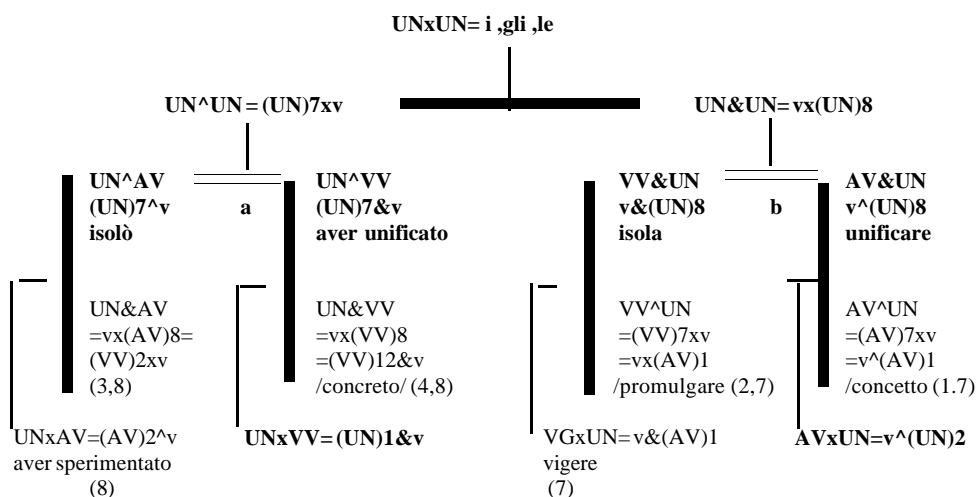 UNxUN= i ,gli ,le
UN^UN = (UN)7xv
UN&UN= vx(UN)8
UN^AV
(UN)7^v
isolò
a
UN^VV
(UN)7&v
aver unificato
VV&UN
v&(UN)8
isola
b
AV&UN
v^(UN)8
unificare
UN&AV
=vx(AV)8=
(VV)2xv
(3,8)
UN&VV
=vx(VV)8
=(VV)12&v
/concreto/ (4,8)
VV^UN
=(VV)7xv
=vx(AV)1
/promulgare (2,7)
AV^UN
=(AV)7xv
=v^(AV)1
/concetto (1.7)
UNxAV=(AV)2^v
aver sperimentato
(8)
UNxVV= (UN)1&v
VGxUN= v&(AV)1
vigere
(7)
AVxUN=v^(UN)2